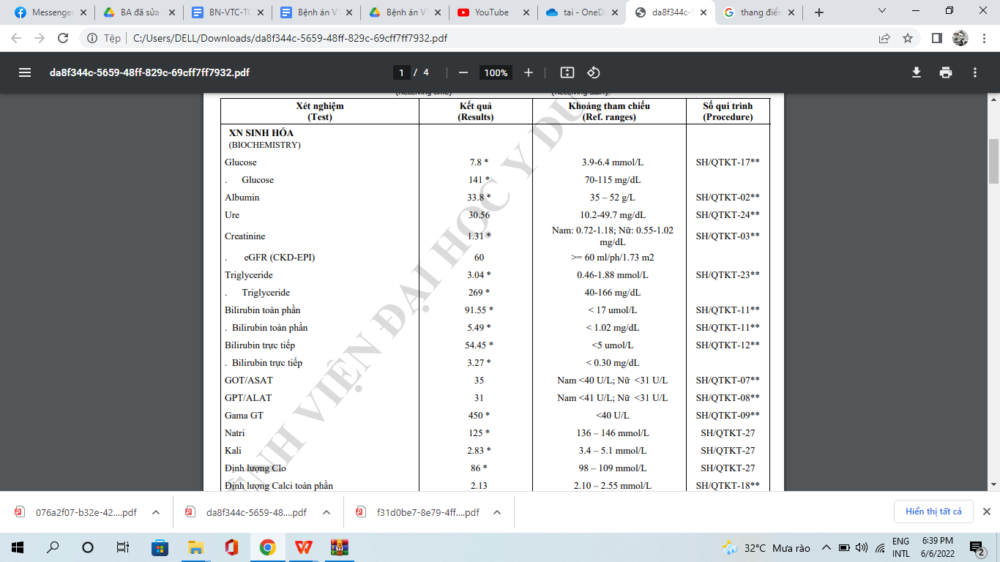 Messenger
BA đã sửa
BN-VTC-TC
Bệnh án VT
Bệnh án VT
YouTube
tai - OneDr
da8f344c-5
thang điểm
Tệp
C:/Users/DELL/Downloads/da8f344c-5659-48ff-829c-69cff7ff7932.pdf
da8f344c-5659-48ff-829c-69cff7ff7932.pdf
1 / 4
100%
(Receiving time) (Receiving staff)
Xét nghiệm Kết quả Khoảng tham chiếu Số qui trình
(Test) (Results) (Ref. ranges) (Procedure)
XN SINH HÓA
(BIOCHEMISTRY)
Glucose 7.8 * 3.9-6.4 mmol/L SH/QTKT-17**
. Glucose 141 * 70-115 mg/dL
Albumin 33.8 * 35 – 52 g/L SH/QTKT-02**
Ure 30.56 10.2-49.7 mg/dL SH/QTKT-24**
Creatinine 1.31 * Nam: 0.72-1.18; Nữ: 0.55-1.02 SH/QTKT-03**
mg/dL
. eGFR (CKD-EPI) 60 >= 60 ml/ph/1.73 m2
Triglyceride 3.04 * 0.46-1.88 mmol/L SH/QTKT-23**
. Triglyceride 269 * 40-166 mg/dL
Bilirubin toàn phần 91.55 * < 17 umol/L SH/QTKT-11**
. Bilirubin toàn phần 5.49 * < 1.02 mg/dL SH/QTKT-11**
Bilirubin trực tiếp 54.45 * <5 umol/L SH/QTKT-12**
. Bilirubin trực tiếp 3.27 * < 0.30 mg/dL
GOT/ASAT 35 Nam <40 U/L; Nữ <31 U/L SH/QTKT-07**
GPT/ALAT 31 Nam <41 U/L; Nữ <31 U/L SH/QTKT-08**
Gama GT 450 * <40 U/L SH/QTKT-09**
Natri 125 * 136 – 146 mmol/L SH/QTKT-27
Kali 2.83 * 3.4 – 5.1 mmol/L SH/QTKT-27
Định lượng Clo 86 * 98 – 109 mmol/L SH/QTKT-27
Định lượng Calci toàn phần 2.13 2.10 – 2.55 mmol/L SH/QTKT-18**
ỆNH VIỆN ĐẠI HỌC Y DƯ
076a2f07-b32e-42....pdf
da8f344c-5659-48....pdf
f31d0be7-8e79-4ff....pdf
Hiển thị tất cả
32°C Mưa rào
ENG
INTL
6:39 PM
6/6/2022
2